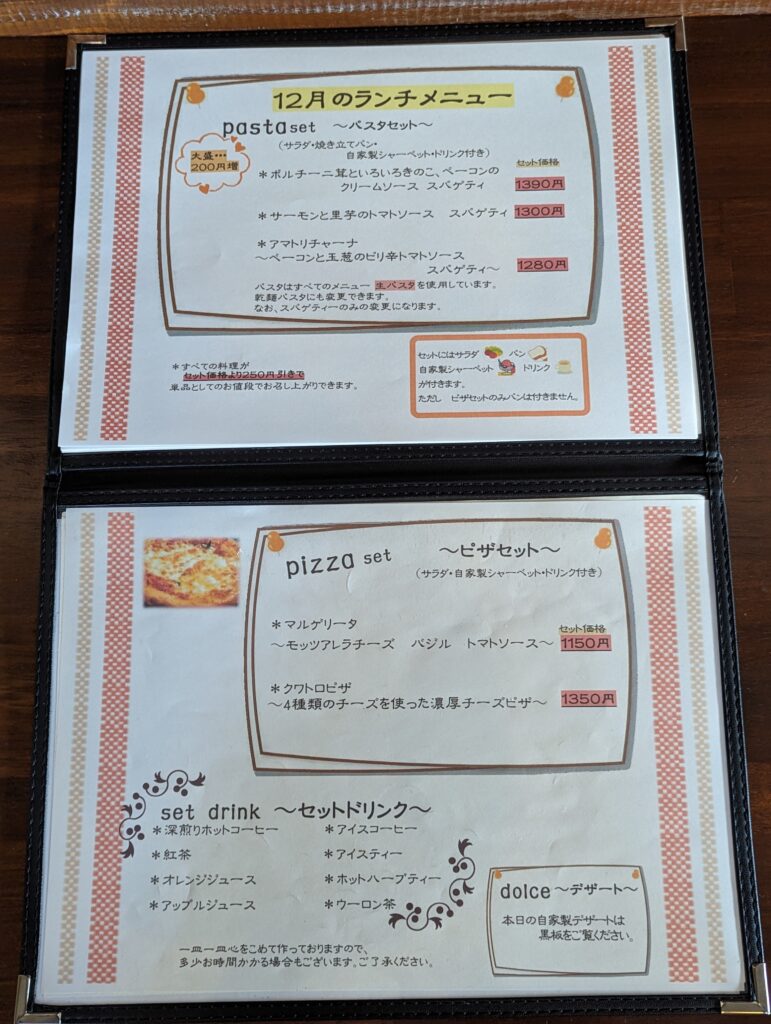 12月のランチメニュー
pasta set ～パスタセット～
(サラダ・焼き立てパン・
自家製シャーベット・ドリンク付き)
大盛…
200円増
セット価格
＊ポルチーニ茸といろいろきのこ、ベーコンの
クリームソース スパゲティ 1390円
＊サーモンと里芋のトマトソース スパゲティ 1300円
＊アマトリチャーナ
～ベーコンと玉葱のピリ辛トマトソース
スパゲティ～ 1280円
パスタはすべてのメニュー 生パスタを使用しています。
乾麺パスタにも変更できます。
なお、スパゲティーのみの変更になります。
＊すべての料理が
セット価格より250円引きで
単品としてのお値段でお召し上がりできます。
セットにはサラダ パン
自家製シャーベット ドリンク
が付きます。
ただし ピザセットのみパンは付きません。
pizza set ～ピザセット～
(サラダ・自家製シャーベット・ドリンク付き)
＊マルゲリータ セット価格
～モッツアレラチーズ バジル トマトソース～ 1150円
＊クワトロピザ
～4種類のチーズを使った濃厚チーズピザ～ 1350円
set drink ～セットドリンク～
＊深煎りホットコーヒー ＊アイスコーヒー
＊紅茶 ＊アイスティー
＊オレンジジュース ＊ホットハーブティー
＊アップルジュース ＊ウーロン茶
dolce～デザート～
本日の自家製デザートは
黒板をご覧ください。
一皿一皿心をこめて作っておりますので、
多少お時間かかる場合もございます。ご了承ください。